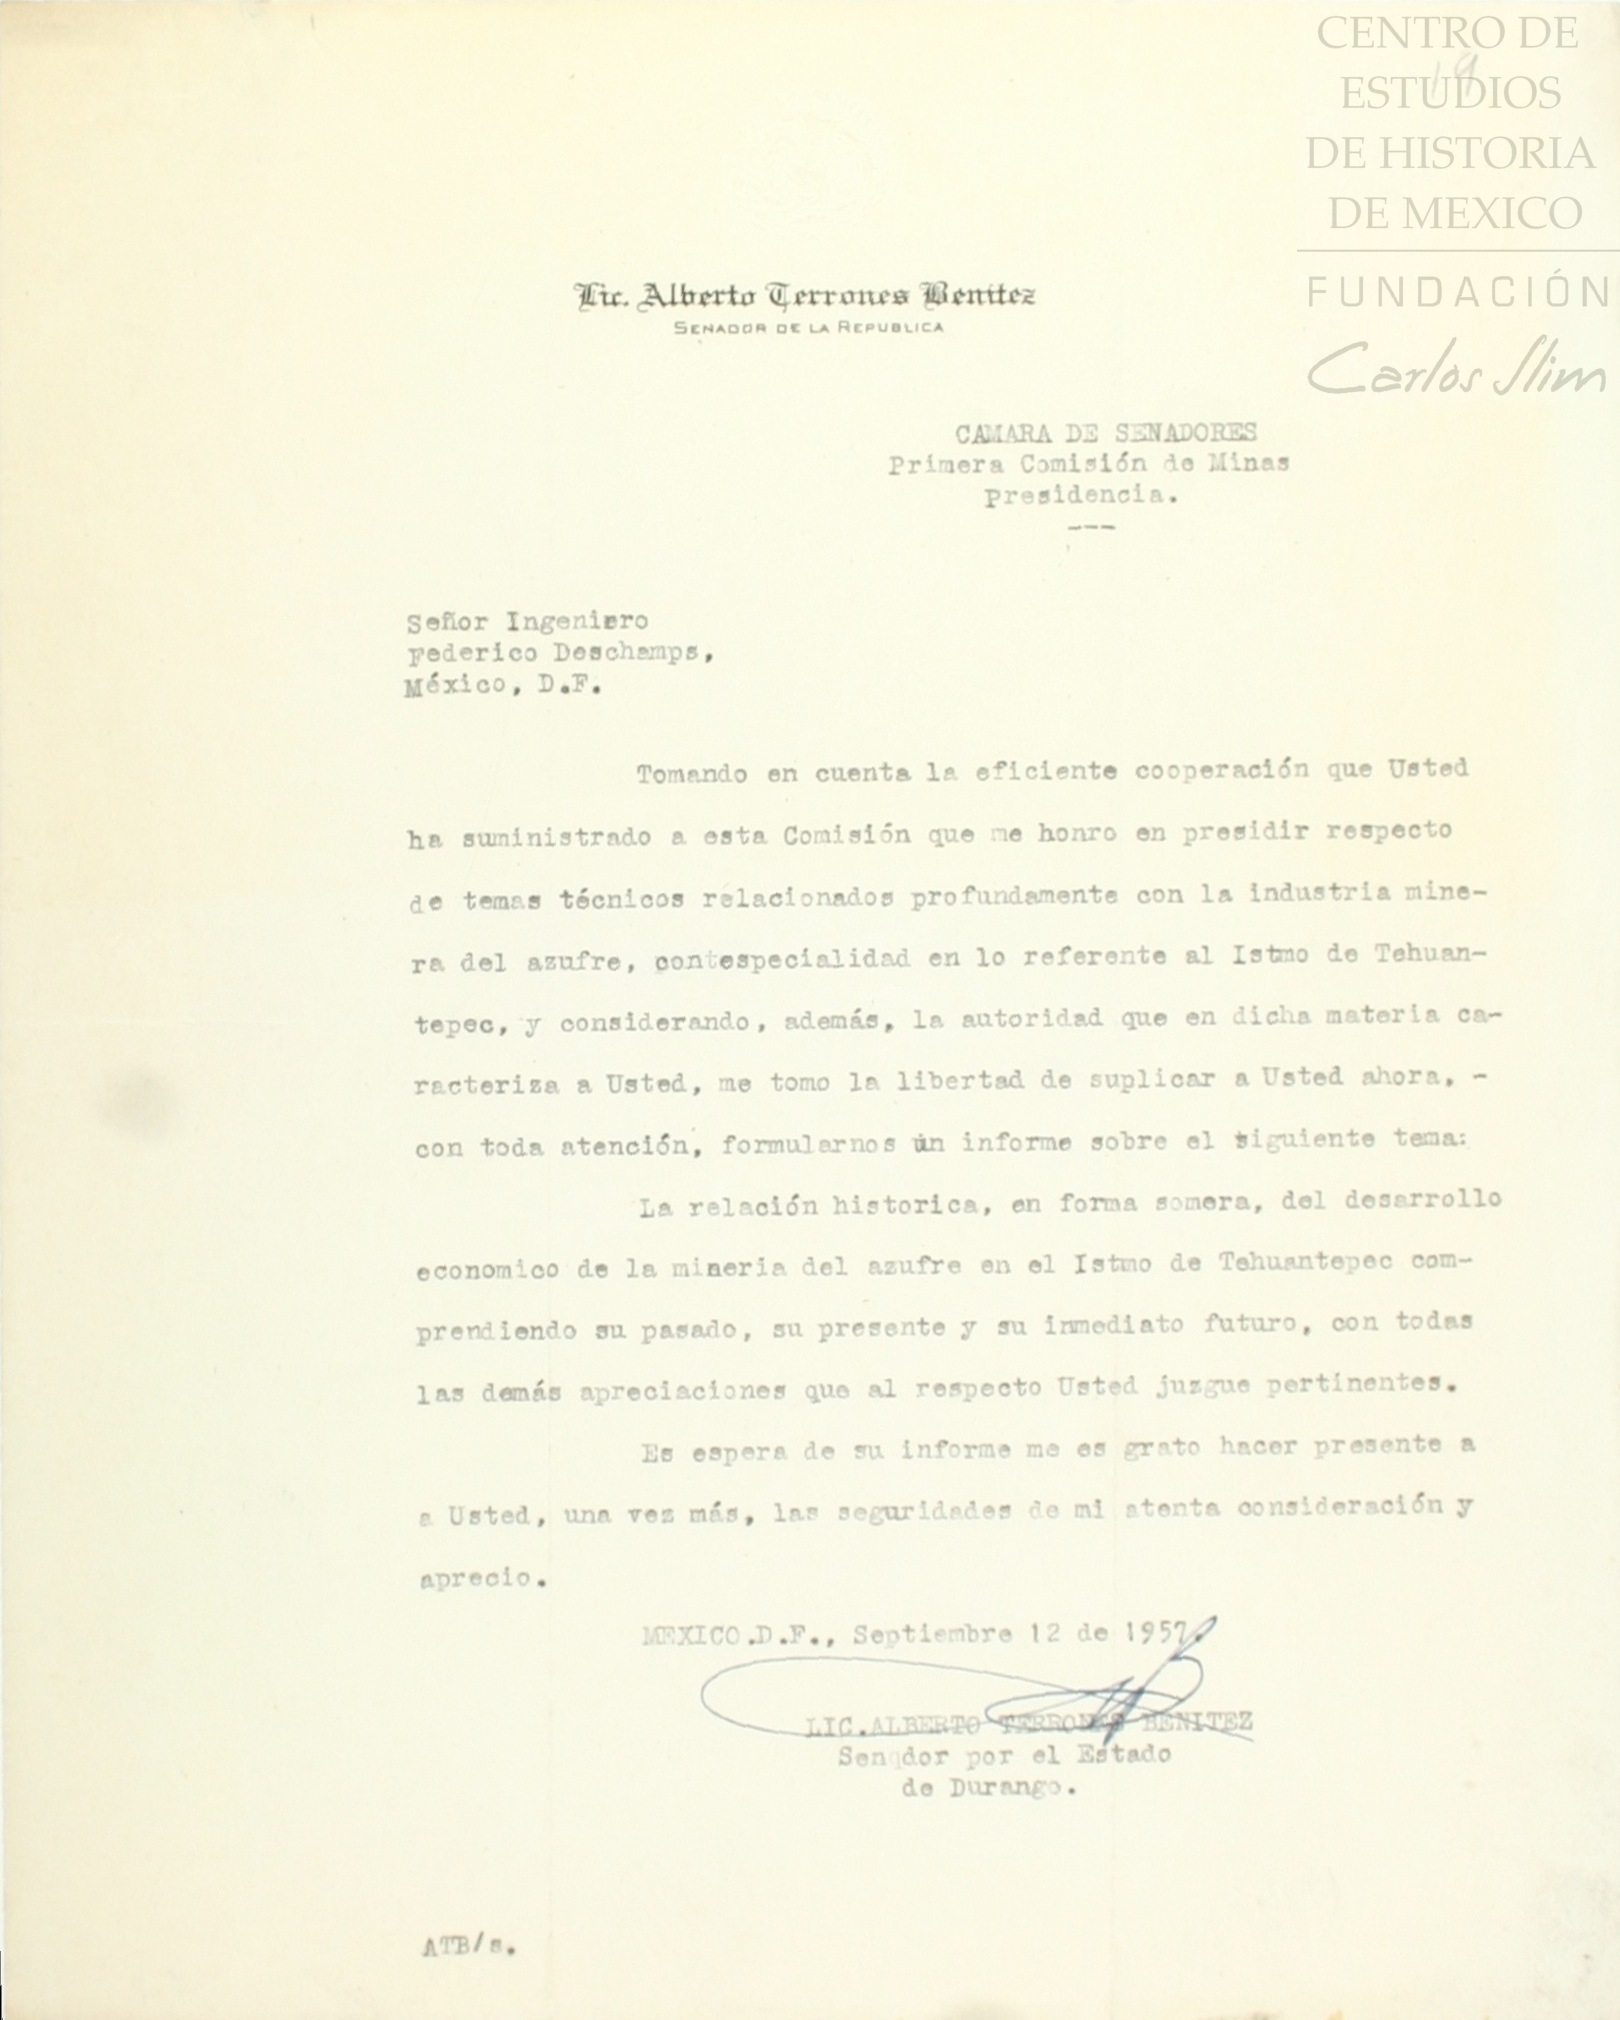 CENTRO DE
ESTUDIOS
DE HISTORIA
DE MEXICO
FUNDACIÓN
Carlos Slim
19
Lic. Alberto Terrones Benitez
SENADOR DE LA REPUBLICA
CAMARA DE SENADORES
Primera Comisión de Minas
Presidencia.
---
Señor Ingeniero
Federico Deschamps,
México, D.F.
Tomando en cuenta la eficiente cooperación que Usted
ha suministrado a esta Comisión que me honro en presidir respecto
de temas técnicos relacionados profundamente con la industria mine-
ra del azufre, contespecialidad en lo referente al Istmo de Tehuan-
tepec, y considerando, además, la autoridad que en dicha materia ca-
racteriza a Usted, me tomo la libertad de suplicar a Usted ahora, -
con toda atención, formularnos un informe sobre el siguiente tema:
La relación historica, en forma somera, del desarrollo
economico de la mineria del azufre en el Istmo de Tehuantepec com-
prendiendo su pasado, su presente y su inmediato futuro, con todas
las demás apreciaciones que al respecto Usted juzgue pertinentes.
Es espera de su informe me es grato hacer presente a
a Usted, una vez más, las seguridades de mi atenta consideración y
aprecio.
MEXICO.D.F., Septiembre 12 de 1957.
LIC.ALBERTO TERRONES BENITEZ
Senqdor por el Estado
de Durango.
ATB/s.